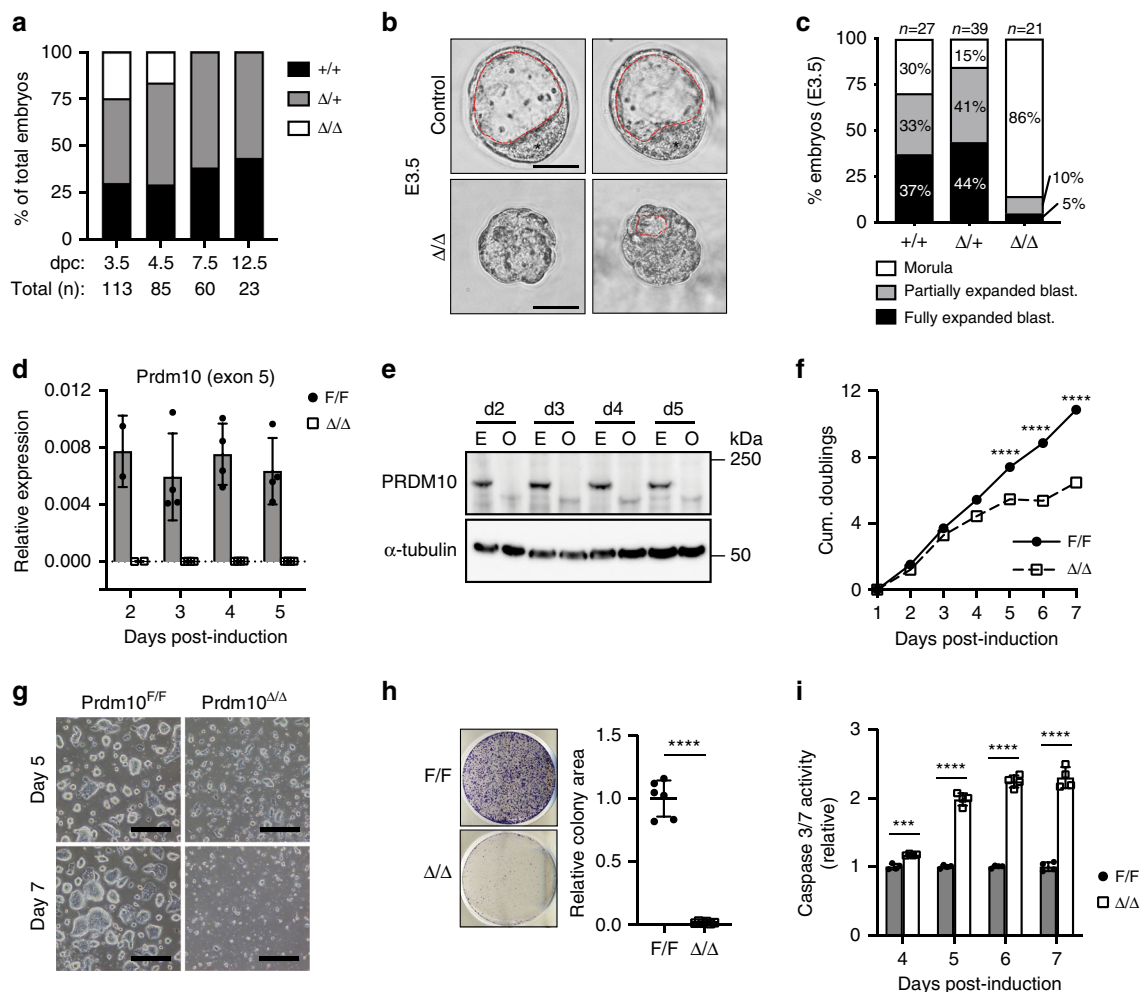 a
% of total embryos
100
75
50
25
0
+/+
Δ/+
Δ/Δ
dpc: 3.5 4.5 7.5 12.5
Total (n): 113 85 60 23
b
E3.5
Control
Δ/Δ
*
*
c
% embryos (E3.5)
n=27 n=39 n=21
100
75
50
25
0
30% 15%
33% 41% 86%
37% 44%
10%
5%
+/+ Δ/+ Δ/Δ
Morula
Partially expanded blast.
Fully expanded blast.
d
Prdm10 (exon 5)
Relative expression
0.012
0.008
0.004
0.000
F/F
Δ/Δ
2 3 4 5
Days post-induction
e
d2 d3 d4 d5
E O E O E O E O kDa
PRDM10
250
α-tubulin
50
f
Cum. doublings
12
8
4
0
****
****
****
F/F
Δ/Δ
1 2 3 4 5 6 7
Days post-induction
g
Prdm10F/F Prdm10Δ/Δ
Day 5
Day 7
h
F/F
Δ/Δ
Relative colony area
1.5
1.0
0.5
0.0
****
F/F Δ/Δ
i
Caspase 3/7 activity
(relative)
3
2
1
0
*** **** **** ****
F/F
Δ/Δ
4 5 6 7
Days post-induction